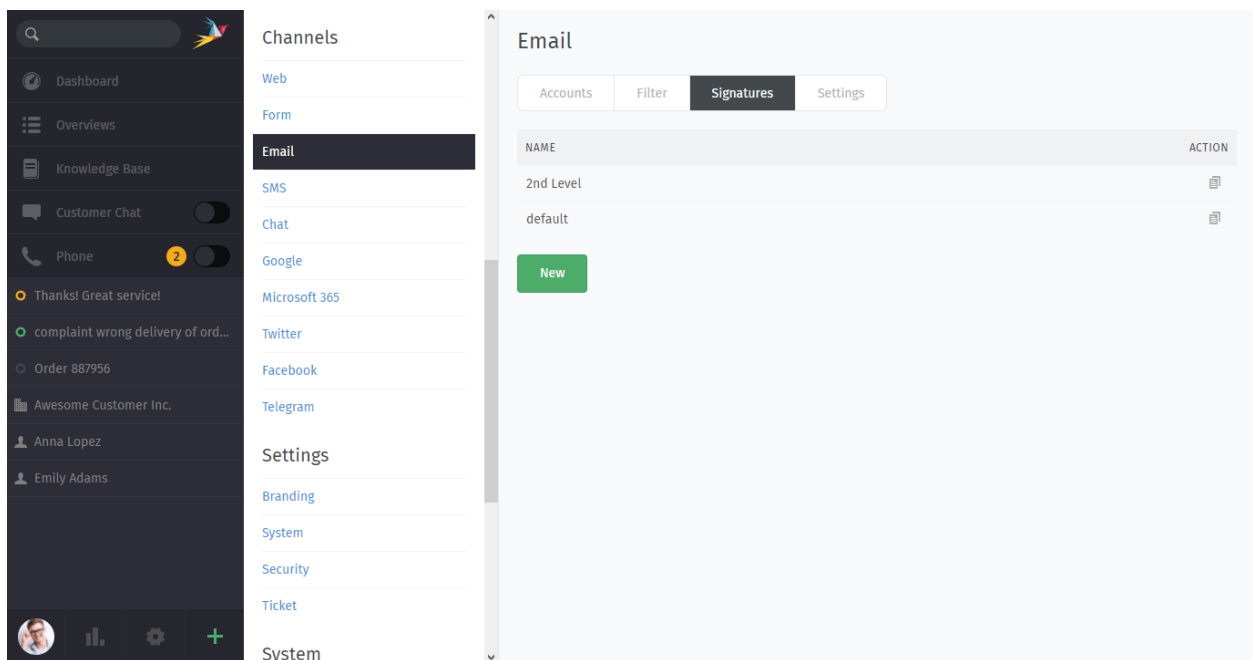 Dashboard
Overviews
Knowledge Base
Customer Chat
Phone 2
Thanks! Great service!
complaint wrong delivery of ord...
Order 887956
Awesome Customer Inc.
Anna Lopez
Emily Adams
Channels
Web
Form
Email
SMS
Chat
Google
Microsoft 365
Twitter
Facebook
Telegram
Settings
Branding
System
Security
Ticket
System
Email
Accounts Filter Signatures Settings
NAME ACTION
2nd Level
default
New